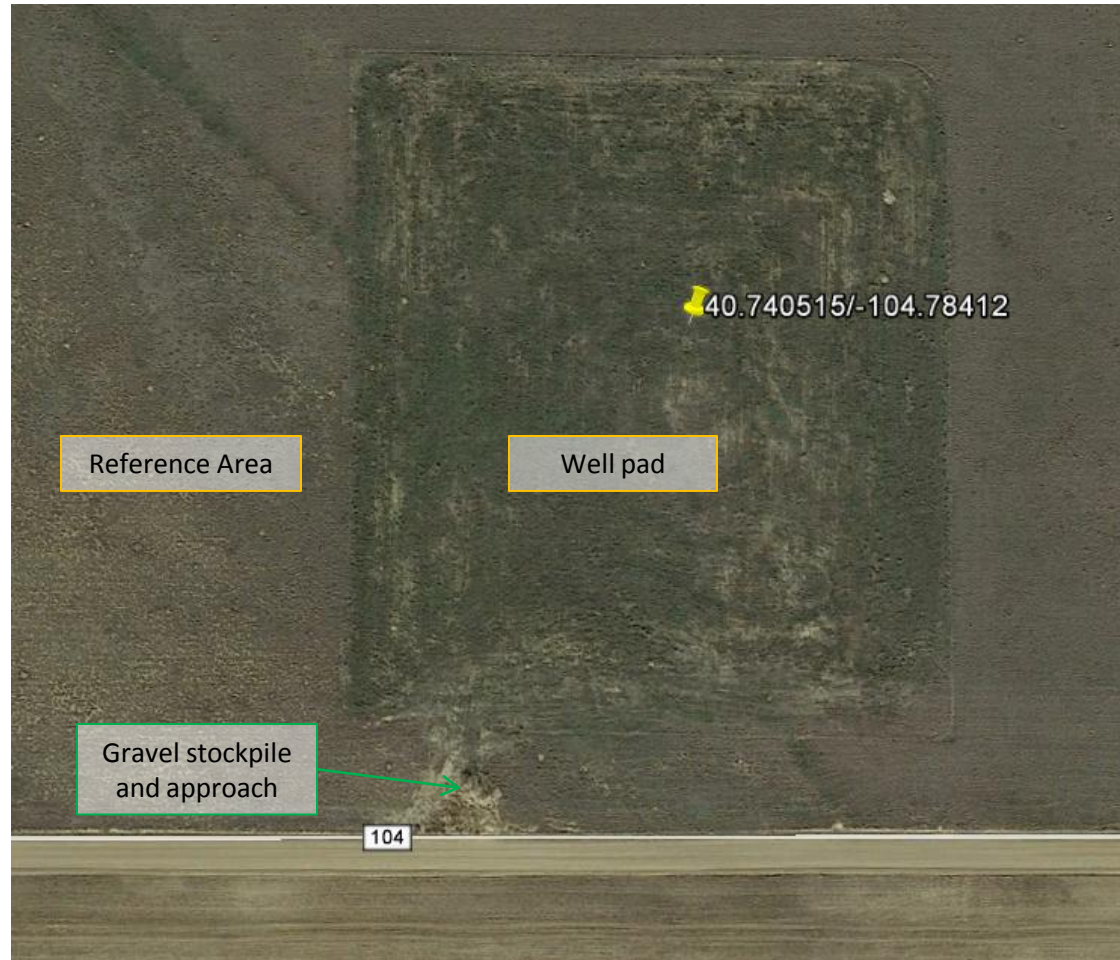 40.740515/-104.78412
Reference Area
Well pad
Gravel stockpile
and approach
104